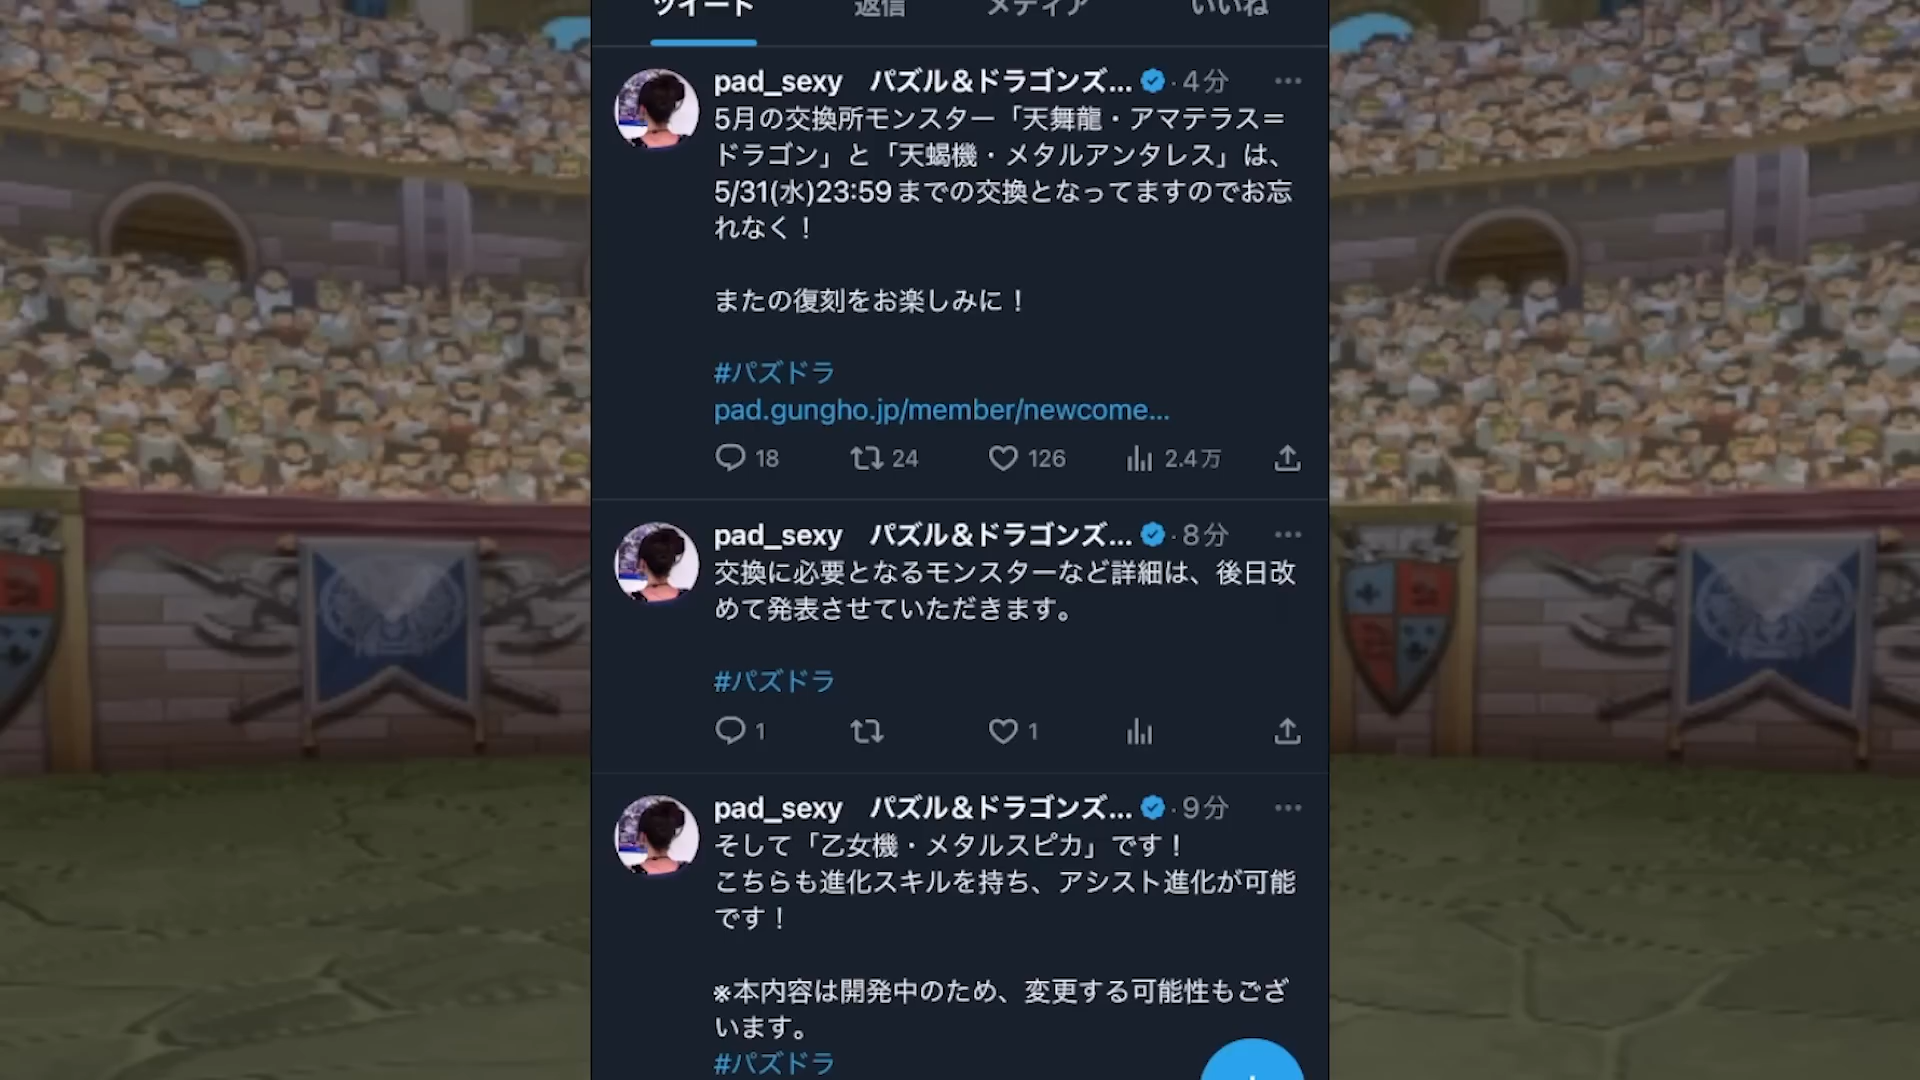 ツイート 返信 メディア いいね
pad_sexy パズル＆ドラゴンズ... · 4分
5月の交換所モンスター「天舞龍・アマテラス＝
ドラゴン」と「天蝎機・メタルアンタレス」は、
5/31(水)23:59までの交換となってますのでお忘
れなく！
またの復刻をお楽しみに！
#パズドラ
pad.gungho.jp/member/newcome...
18 24 126 2.4万
pad_sexy パズル＆ドラゴンズ... · 8分
交換に必要となるモンスターなど詳細は、後日改
めて発表させていただきます。
#パズドラ
1 1
pad_sexy パズル＆ドラゴンズ... · 9分
そして「乙女機・メタルスピカ」です！
こちらも進化スキルを持ち、アシスト進化が可能
です！
※本内容は開発中のため、変更する可能性もござ
います。
#パズドラ